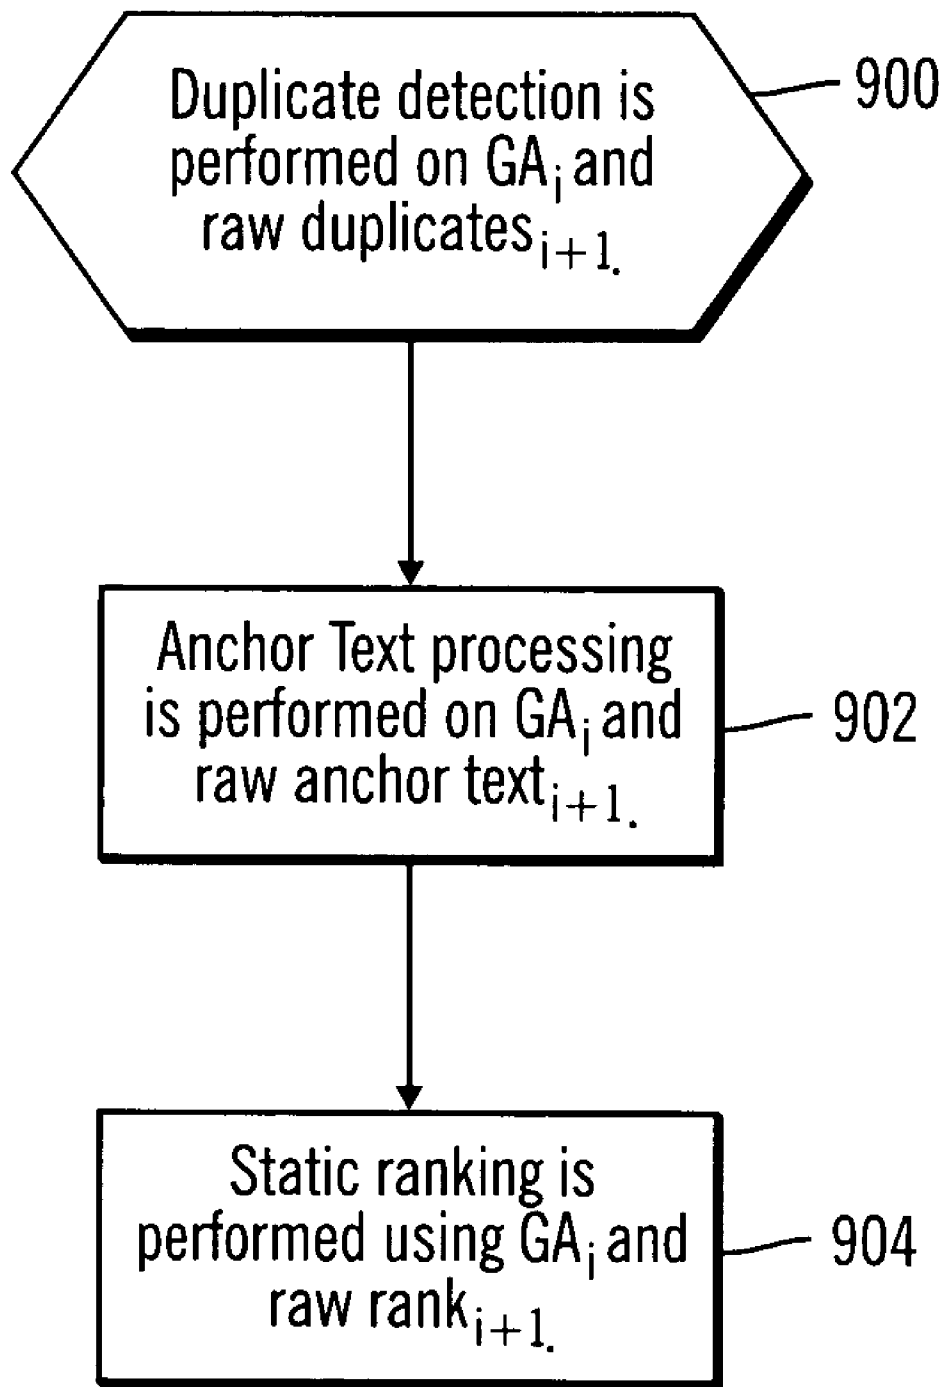 Duplicate detection is
performed on GAᵢ and
raw duplicatesᵢ₊₁.
900
Anchor Text processing
is performed on GAᵢ and
raw anchor textᵢ₊₁.
902
Static ranking is
performed using GAᵢ and
raw rankᵢ₊₁.
904